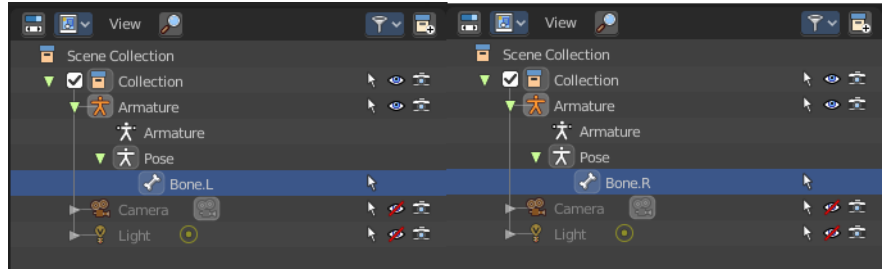 View
Scene Collection
Collection
Armature
Armature
Pose
Bone.L
Camera
Light
View
Scene Collection
Collection
Armature
Armature
Pose
Bone.R
Camera
Light